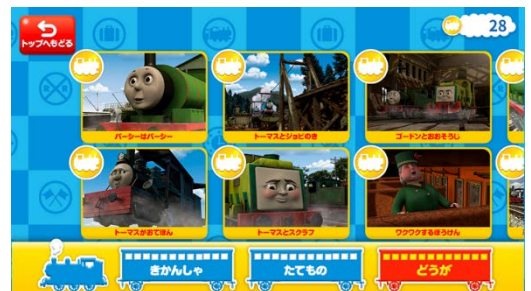 トップへもどる
28
パーシーはパーシー
トーマスとジョビのき
ゴードンとおおそうじ
トーマスがおてほん
トーマスとスクラフ
ワクワクするぼうけん
きかんしゃ
たてもの
どうが